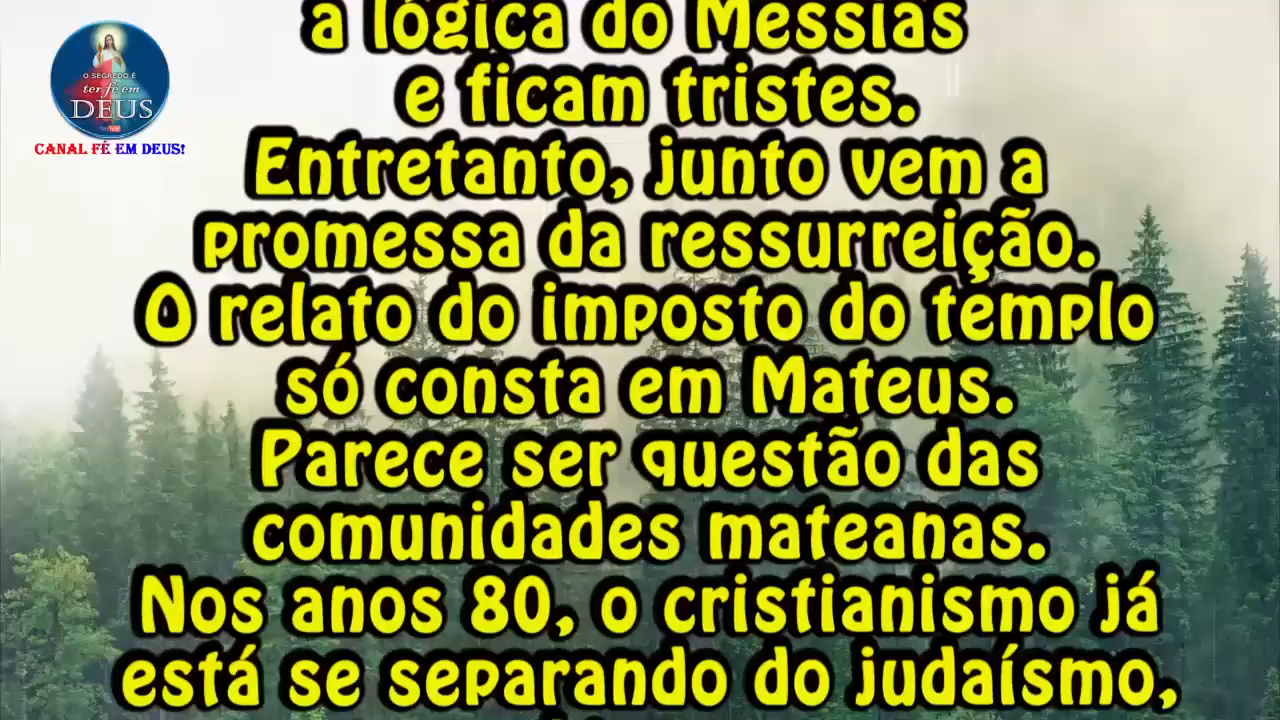 O SEGREDO É
ter fé em
DEUS
CANAL FÉ EM DEUS!
a lógica do Messias
e ficam tristes.
Entretanto, junto vem a
promessa da ressurreição.
O relato do imposto do templo
só consta em Mateus.
Parece ser questão das
comunidades mateanas.
Nos anos 80, o cristianismo já
está se separando do judaísmo,